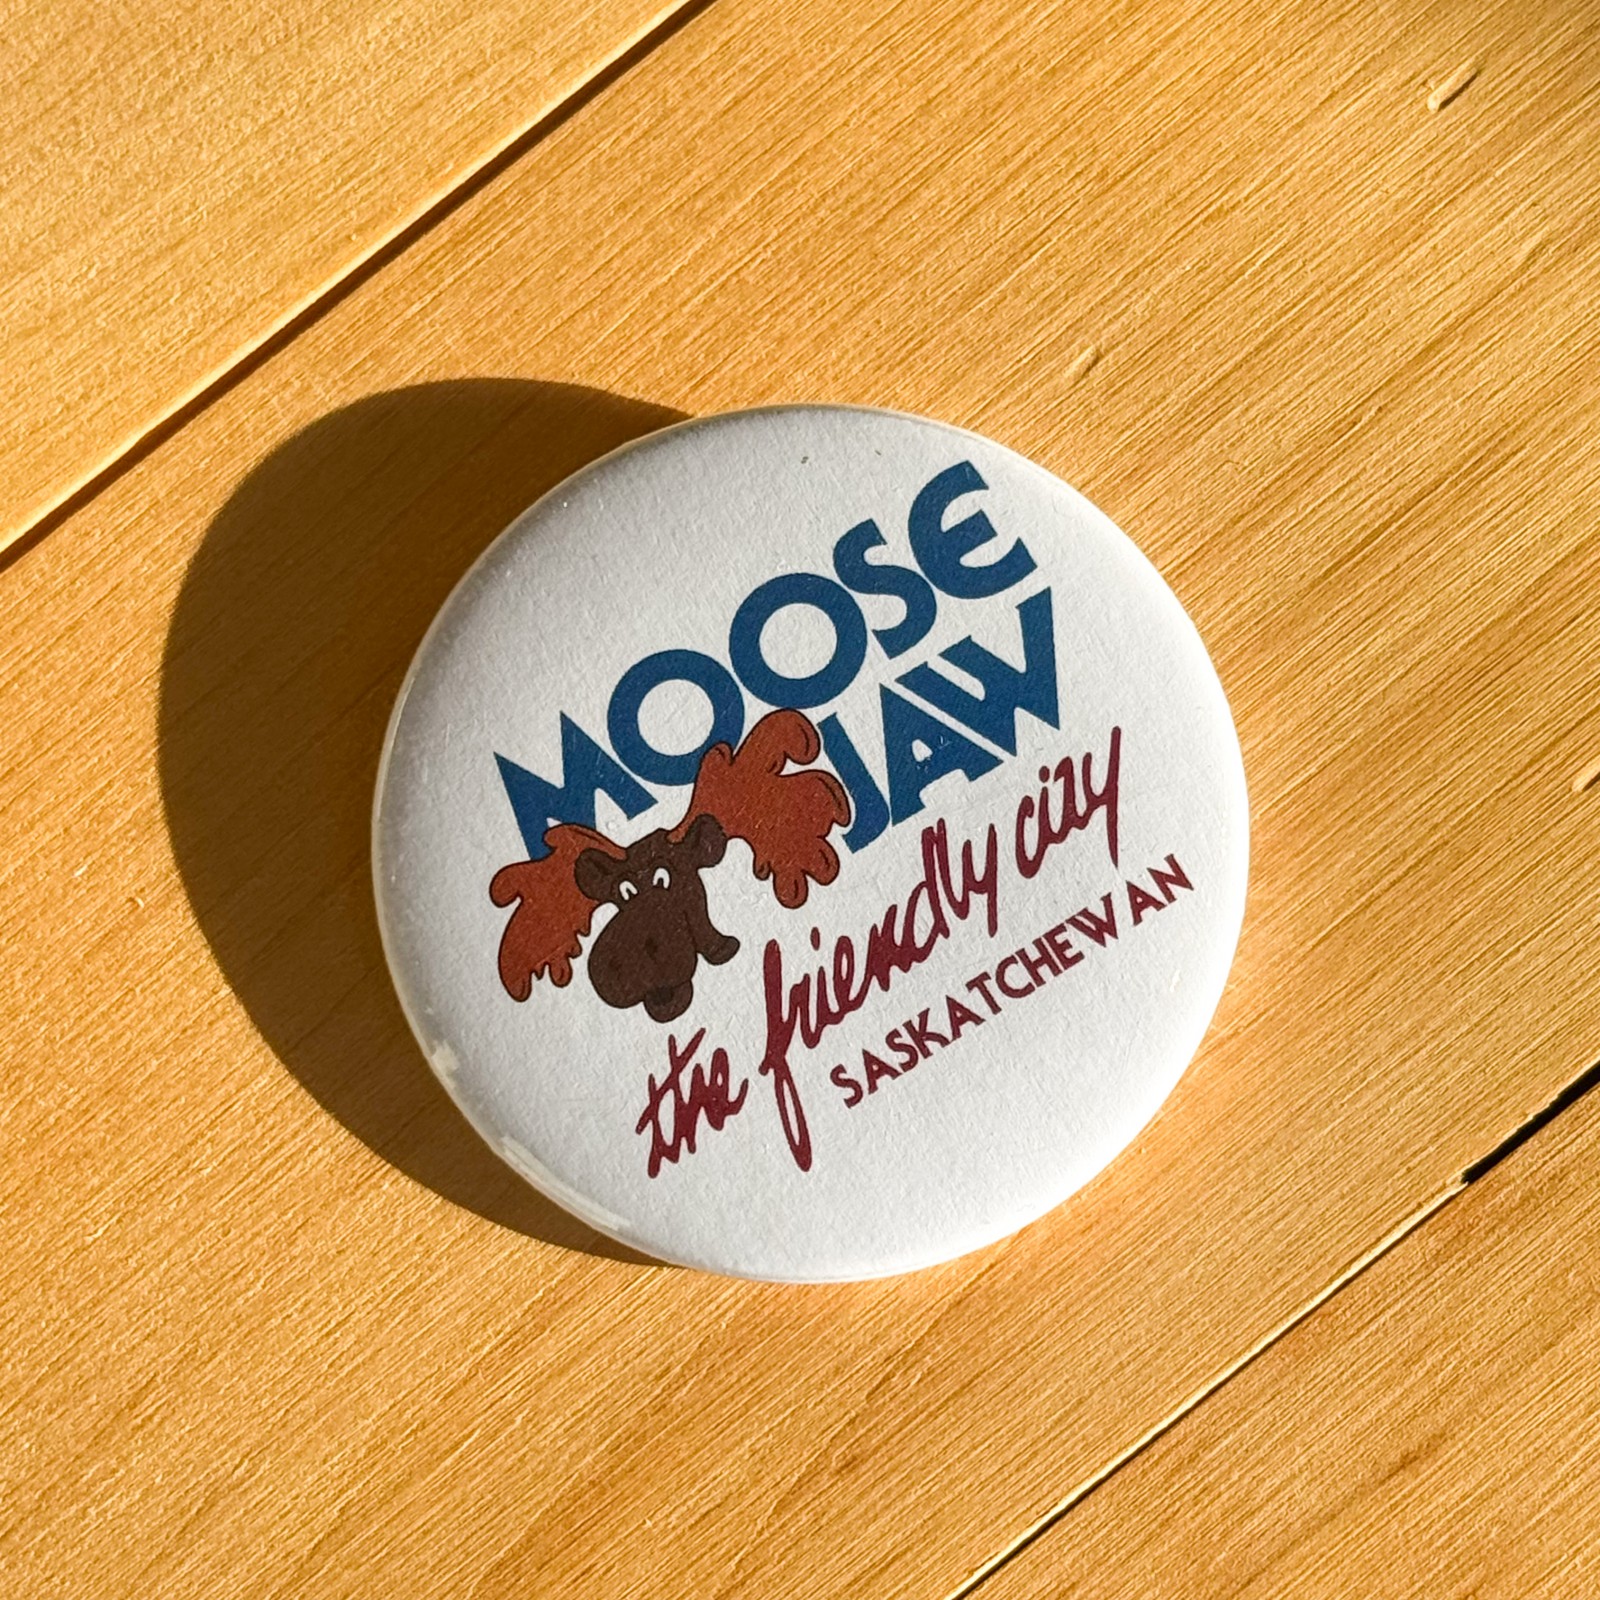 MOOSE
JAW
the friendly city
SASKATCHEWAN